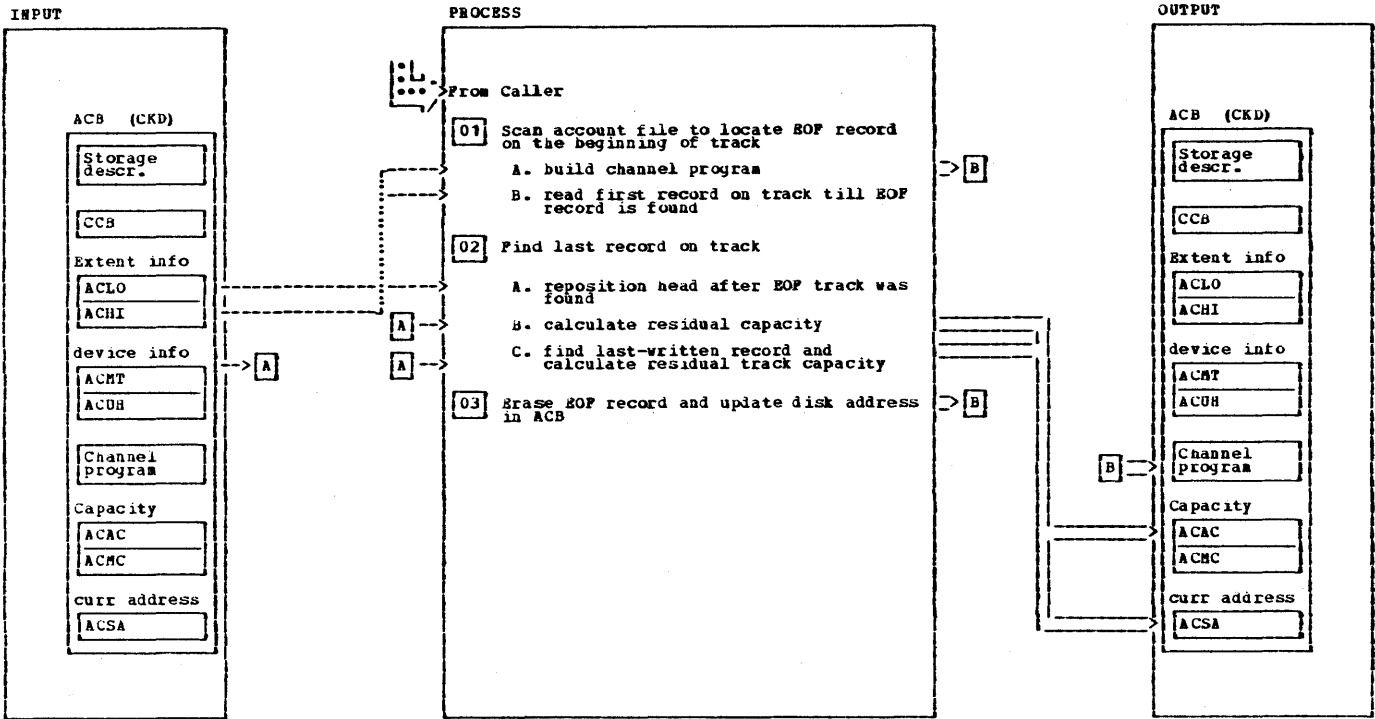 INPUT
ACB (CKD)
Storage
descr.
CCB
Extent info
ACLO
ACHI
device info
ACMT
ACUH
Channel
program
Capacity
ACAC
ACMC
curr address
ACSA
A
PROCESS
From Caller
01 Scan account file to locate EOF record
on the beginning of track
A. build channel program
B. read first record on track till EOF
record is found
B
02 Find last record on track
A. reposition head after EOF track was
found
A
B. calculate residual capacity
A
C. find last-written record and
calculate residual track capacity
03 Erase EOF record and update disk address
in ACB
B
OUTPUT
ACB (CKD)
Storage
descr.
CCB
Extent info
ACLO
ACHI
device info
ACMT
ACUH
B
Channel
program
Capacity
ACAC
ACMC
curr address
ACSA